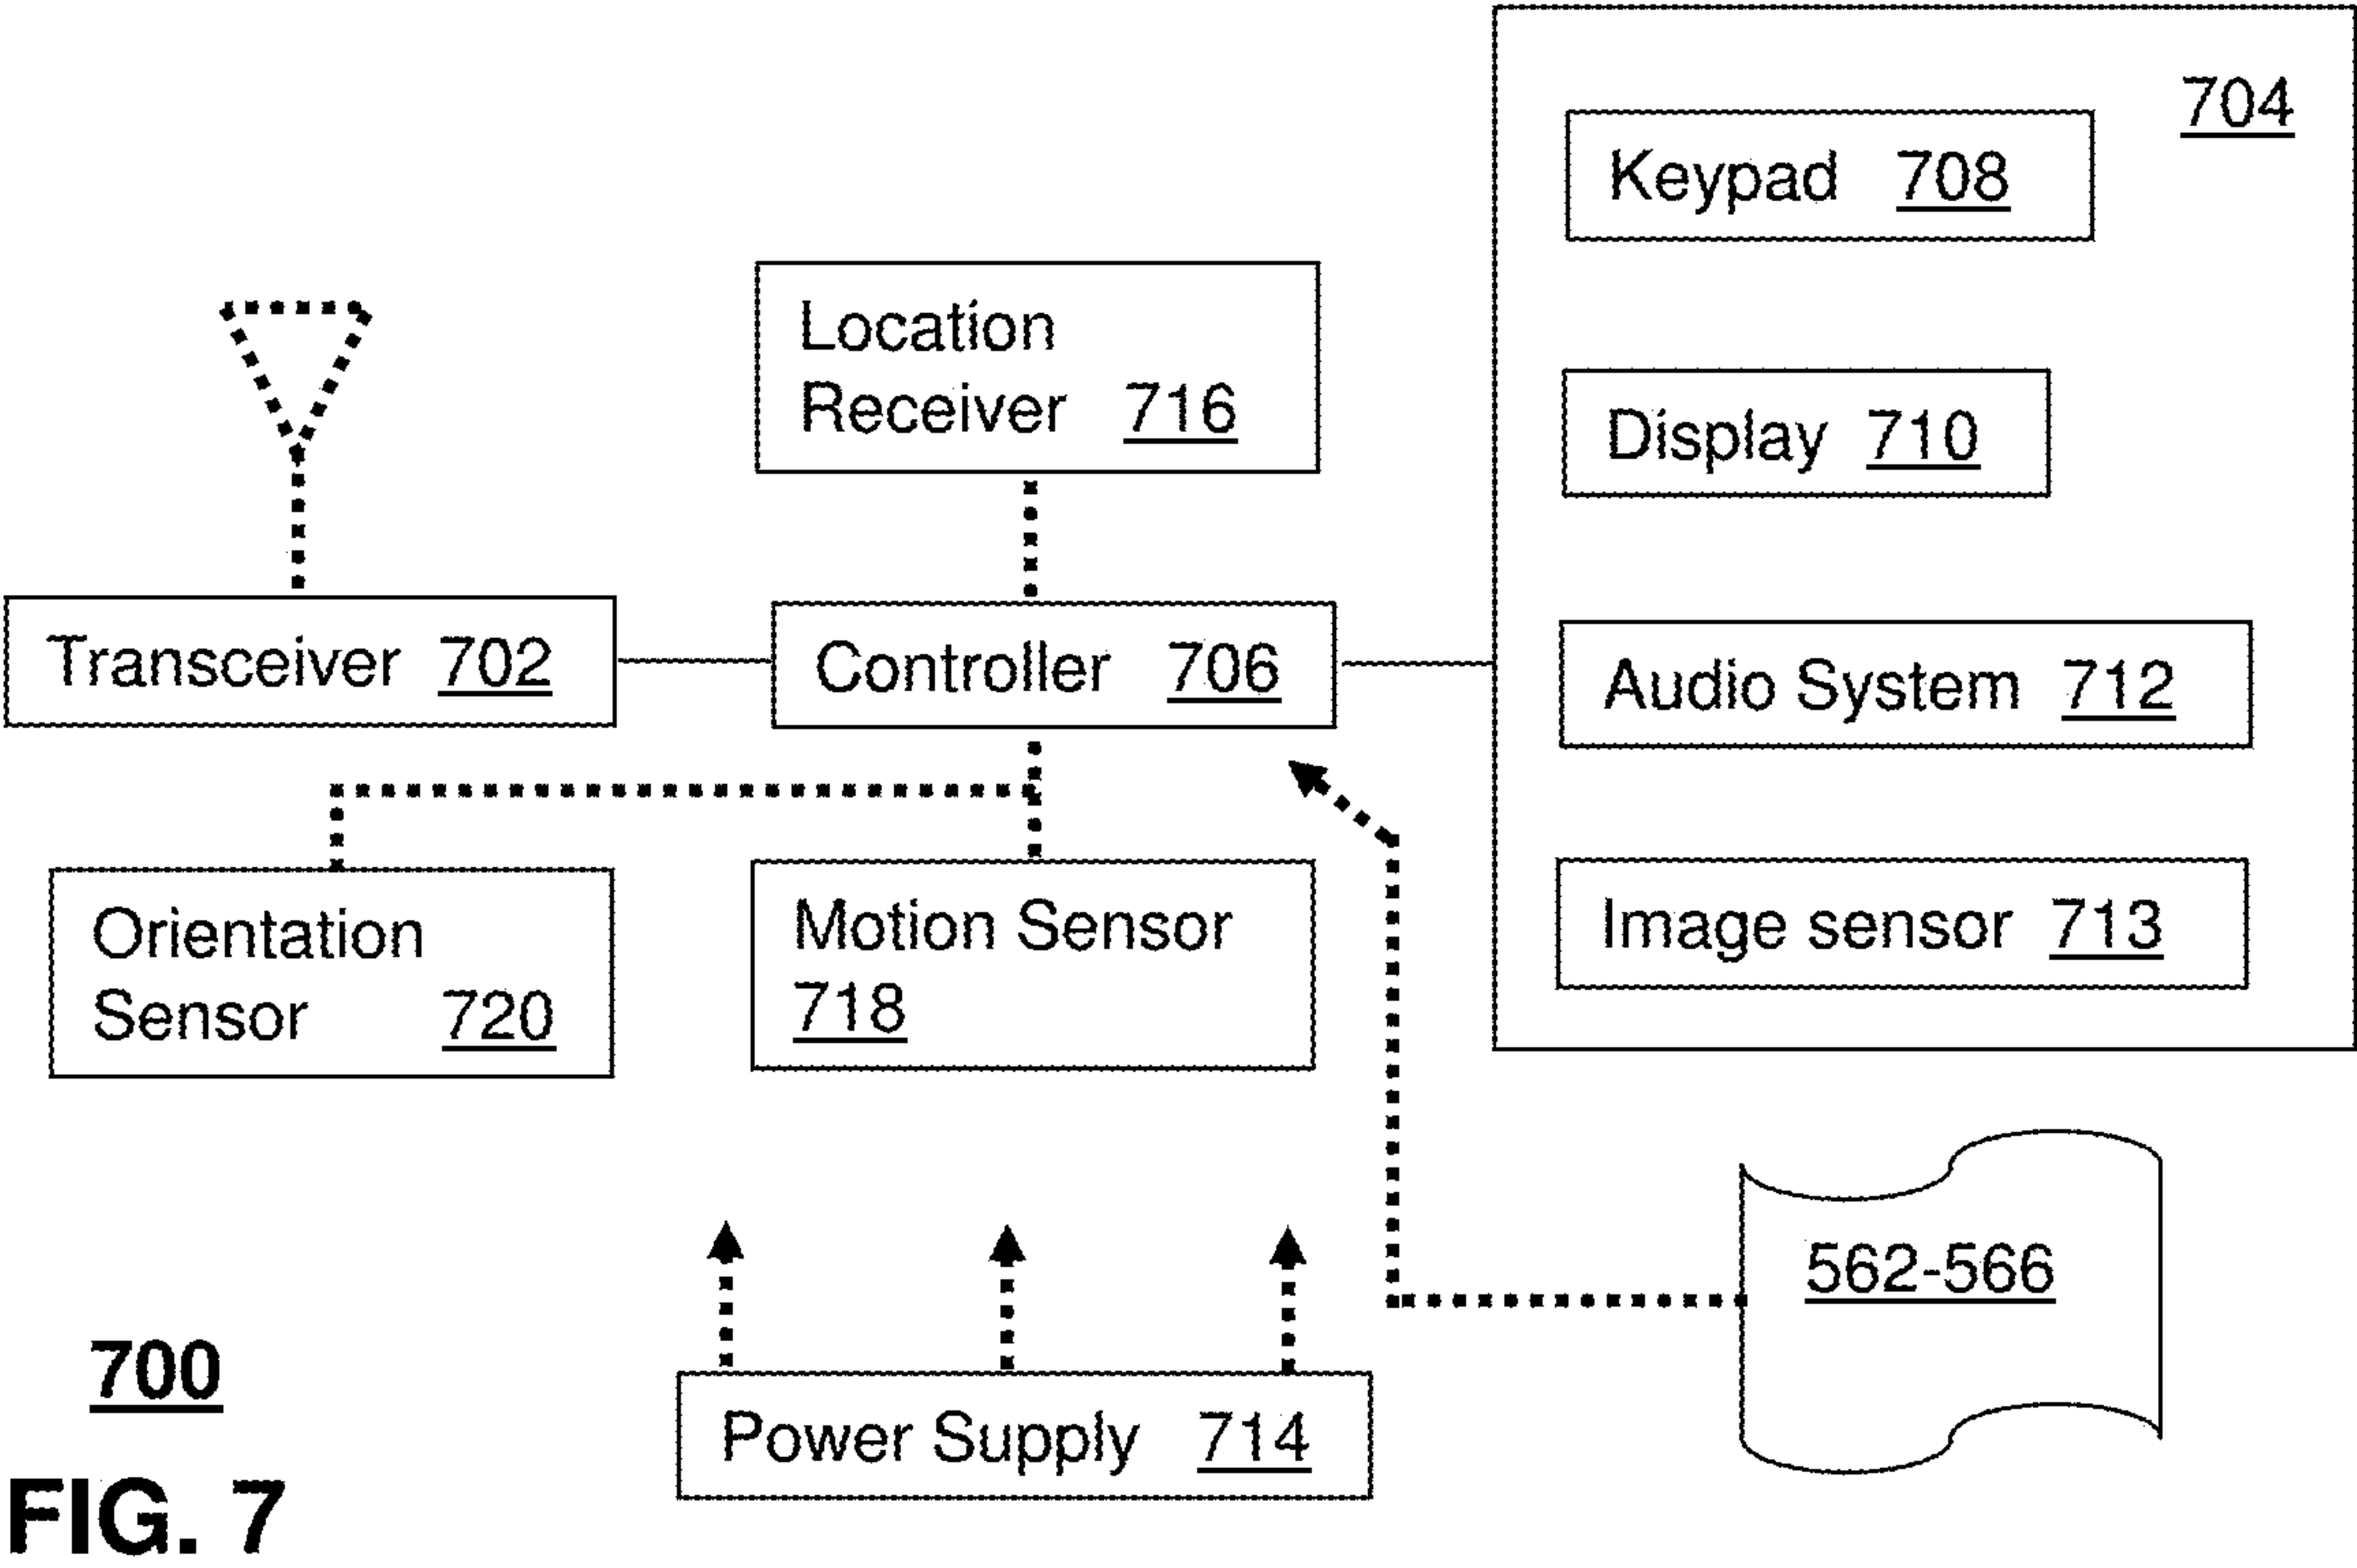 704
Keypad 708
Location
Receiver 716
Display 710
Transceiver 702
Controller 706
Audio System 712
Orientation
Sensor 720
Motion Sensor
718
Image sensor 713
562-566
700
Power Supply 714
FIG. 7